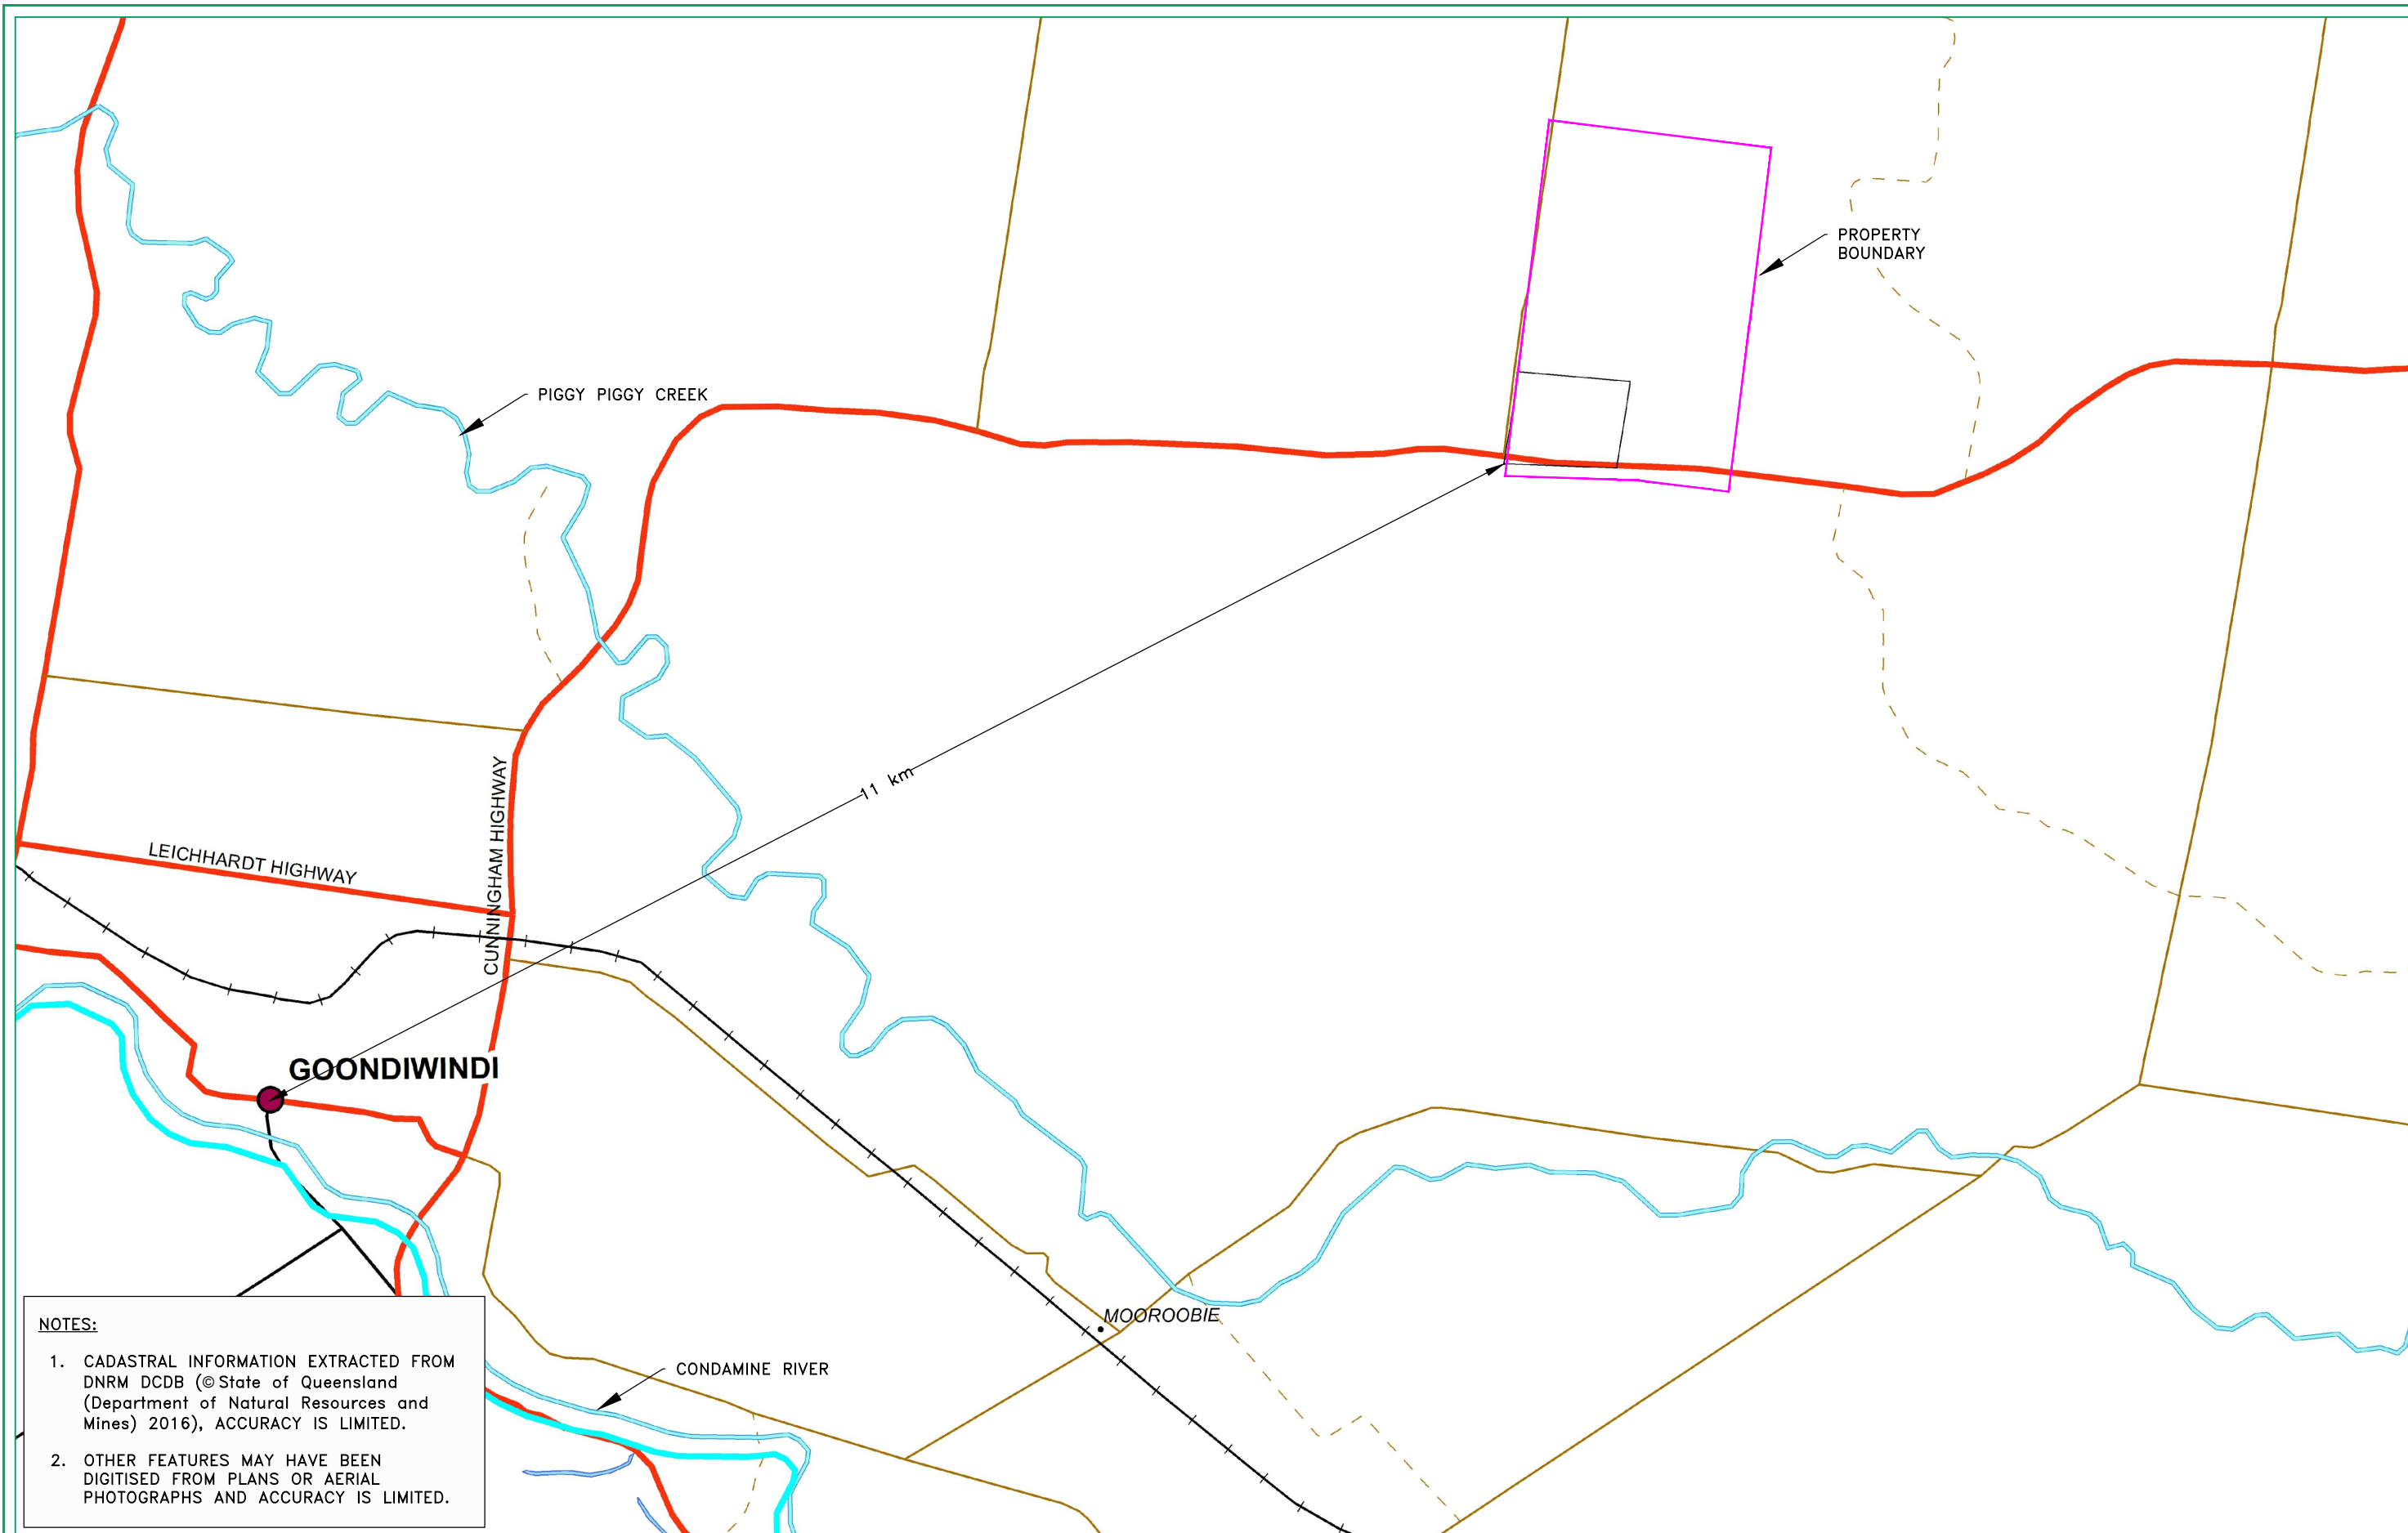 PROPERTY
BOUNDARY
PIGGY PIGGY CREEK
11 km
CUNNINGHAM HIGHWAY
LEICHHARDT HIGHWAY
GOONDIWINDI
MOOROOBIE
CONDAMINE RIVER
NOTES:
1. CADASTRAL INFORMATION EXTRACTED FROM
DNRM DCDB (© State of Queensland
(Department of Natural Resources and
Mines) 2016), ACCURACY IS LIMITED.
2. OTHER FEATURES MAY HAVE BEEN
DIGITISED FROM PLANS OR AERIAL
PHOTOGRAPHS AND ACCURACY IS LIMITED.